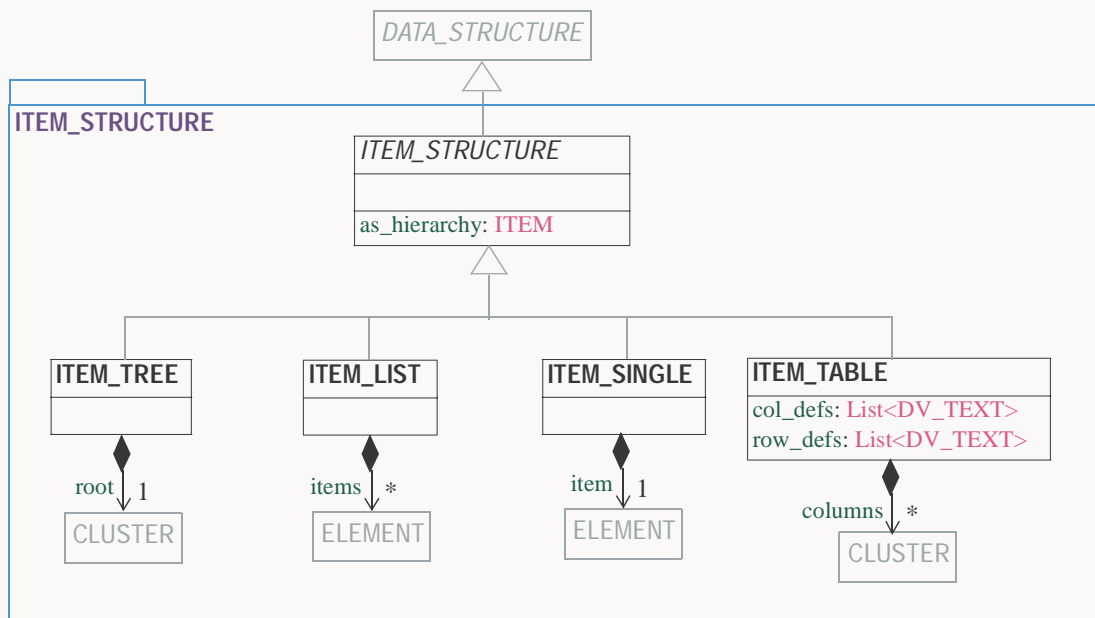 DATA_STRUCTURE
ITEM_STRUCTURE
ITEM_STRUCTURE
as_hierarchy: ITEM
ITEM_TREE
ITEM_LIST
ITEM_SINGLE
ITEM_TABLE
col_defs: List<DV_TEXT>
row_defs: List<DV_TEXT>
root 1
items *
item 1
columns *
CLUSTER
ELEMENT
ELEMENT
CLUSTER